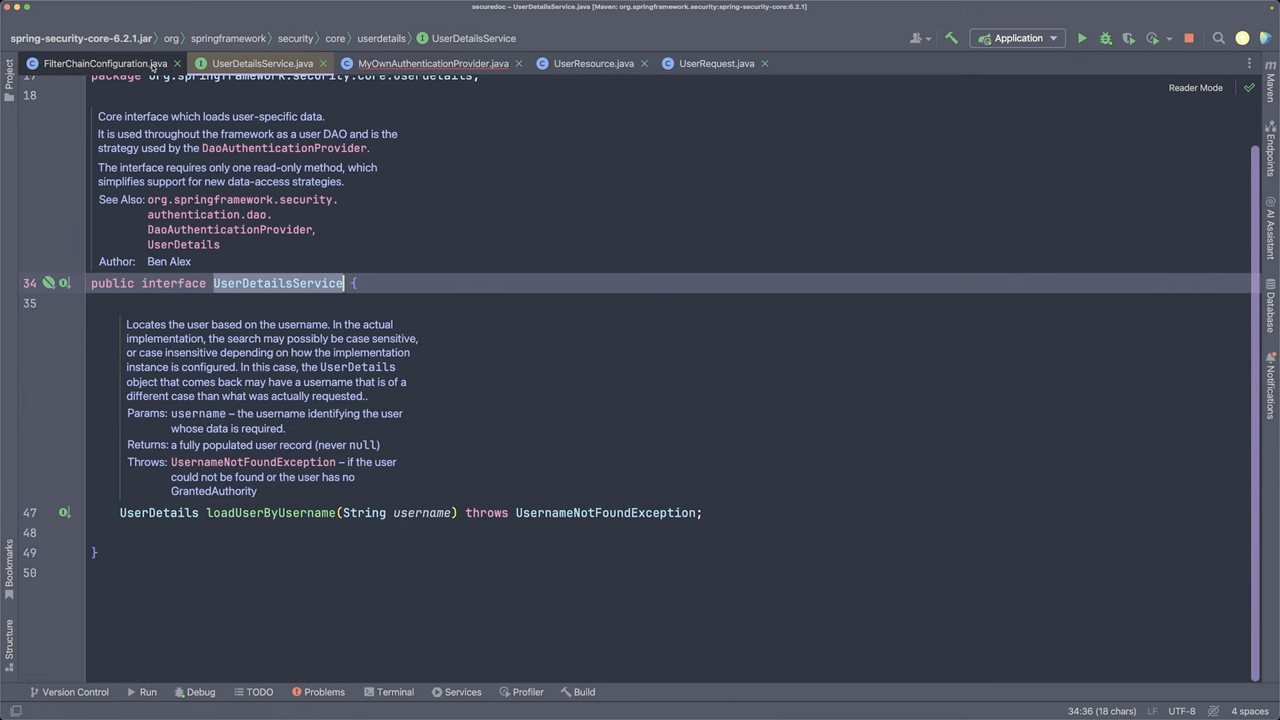 securedoc – UserDetailsService.java [Maven: org.springframework.security:spring-security-core:6.2.1]
spring-security-core-6.2.1.jar org springframework security core userdetails UserDetailsService Application
FilterChainConfiguration.java UserDetailsService.java MyOwnAuthenticationProvider.java UserResource.java UserRequest.java
Project
Bookmarks
Structure
17 package org.springframework.security.core.userdetails;
Reader Mode
18
Core interface which loads user-specific data.
It is used throughout the framework as a user DAO and is the
strategy used by the DaoAuthenticationProvider.
The interface requires only one read-only method, which
simplifies support for new data-access strategies.
See Also: org.springframework.security.
authentication.dao.
DaoAuthenticationProvider,
UserDetails
Author: Ben Alex
34 public interface UserDetailsService {
35
Locates the user based on the username. In the actual
implementation, the search may possibly be case sensitive,
or case insensitive depending on how the implementation
instance is configured. In this case, the UserDetails
object that comes back may have a username that is of a
different case than what was actually requested..
Params: username – the username identifying the user
whose data is required.
Returns: a fully populated user record (never null)
Throws: UsernameNotFoundException – if the user
could not be found or the user has no
GrantedAuthority
47 UserDetails loadUserByUsername(String username) throws UsernameNotFoundException;
48
49 }
50
Maven
Endpoints
AI Assistant
Database
Notifications
Version Control Run Debug TODO Problems Terminal Services Profiler Build
34:36 (18 chars) LF UTF-8 4 spaces